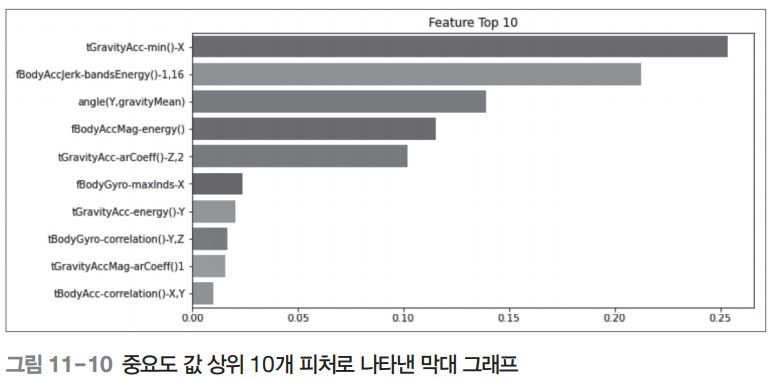 Feature Top 10
tGravityAcc-min()-X
fBodyAccJerk-bandsEnergy()-1,16
angle(Y,gravityMean)
fBodyAccMag-energy()
tGravityAcc-arCoeff()-Z,2
fBodyGyro-maxInds-X
tGravityAcc-energy()-Y
tBodyGyro-correlation()-Y,Z
tGravityAccMag-arCoeff()1
tBodyAcc-correlation()-X,Y
0.00 0.05 0.10 0.15 0.20 0.25
그림 11-10 중요도 값 상위 10개 피처로 나타낸 막대 그래프